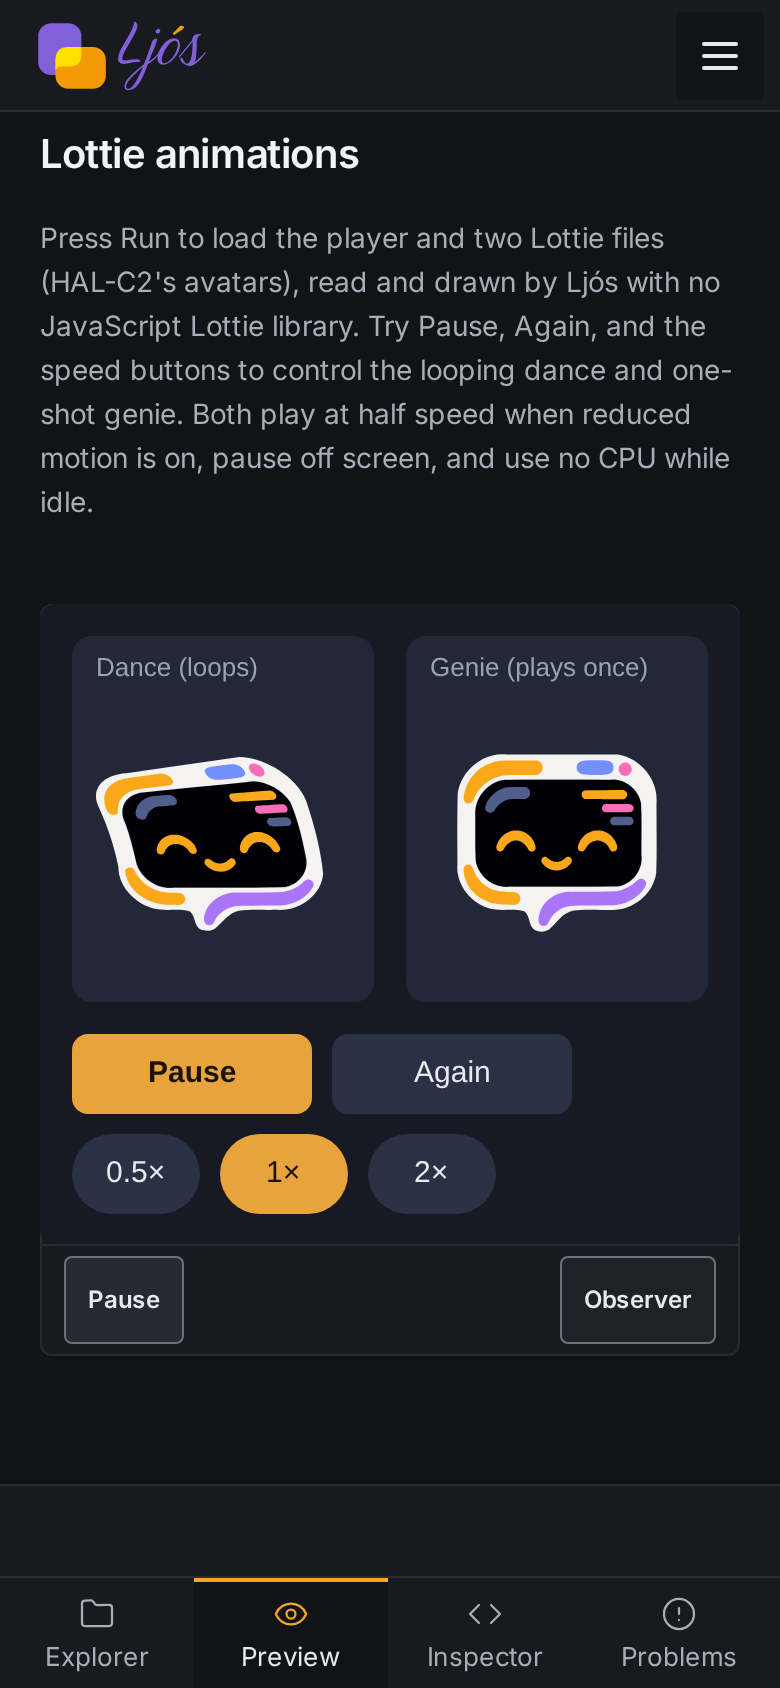 Ljós
Lottie animations
Press Run to load the player and two Lottie files
(HAL-C2's avatars), read and drawn by Ljós with no
JavaScript Lottie library. Try Pause, Again, and the
speed buttons to control the looping dance and one-
shot genie. Both play at half speed when reduced
motion is on, pause off screen, and use no CPU while
idle.
Dance (loops)
Genie (plays once)
Pause
Again
0.5×
1×
2×
Pause
Observer
Explorer
Preview
Inspector
Problems